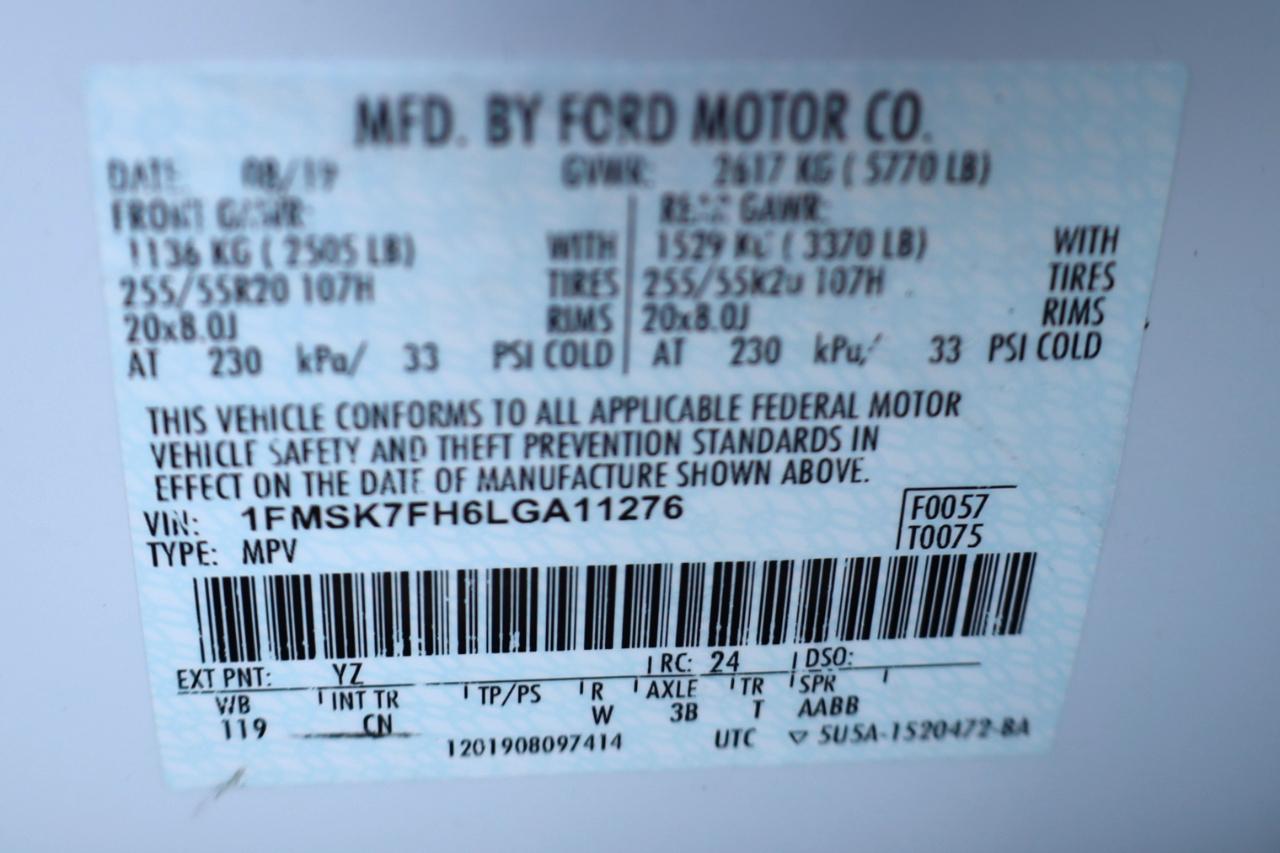 MFD. BY FORD MOTOR CO.
DATE: 08/19 GVWR: 2617 KG ( 5770 LB)
FRONT GAWR: REAR GAWR:
1136 KG ( 2505 LB) WITH 1529 KG ( 3370 LB) WITH
255/55R20 107H TIRES 255/55R20 107H TIRES
20x8.0J RIMS 20x8.0J RIMS
AT 230 kPa/ 33 PSI COLD AT 230 kPa/ 33 PSI COLD
THIS VEHICLE CONFORMS TO ALL APPLICABLE FEDERAL MOTOR
VEHICLE SAFETY AND THEFT PREVENTION STANDARDS IN
EFFECT ON THE DATE OF MANUFACTURE SHOWN ABOVE.
VIN: 1FMSK7FH6LGA11276 F0057
TYPE: MPV T0075
EXT PNT: YZ RC: 24 DSO:
WB INT TR TP/PS R AXLE TR SPR
119 CN W 3B T AABB
1201908097414 UTC ▽ 5U5A-1520472-BA